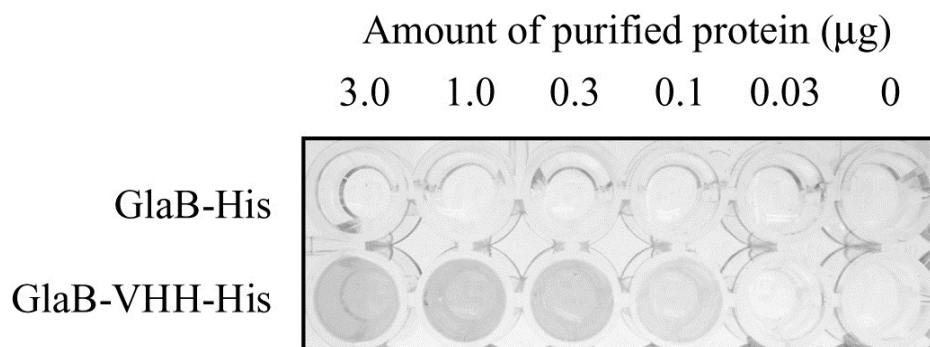 Amount of purified protein (μg)
3.0 1.0 0.3 0.1 0.03 0
GlaB-His
GlaB-VHH-His